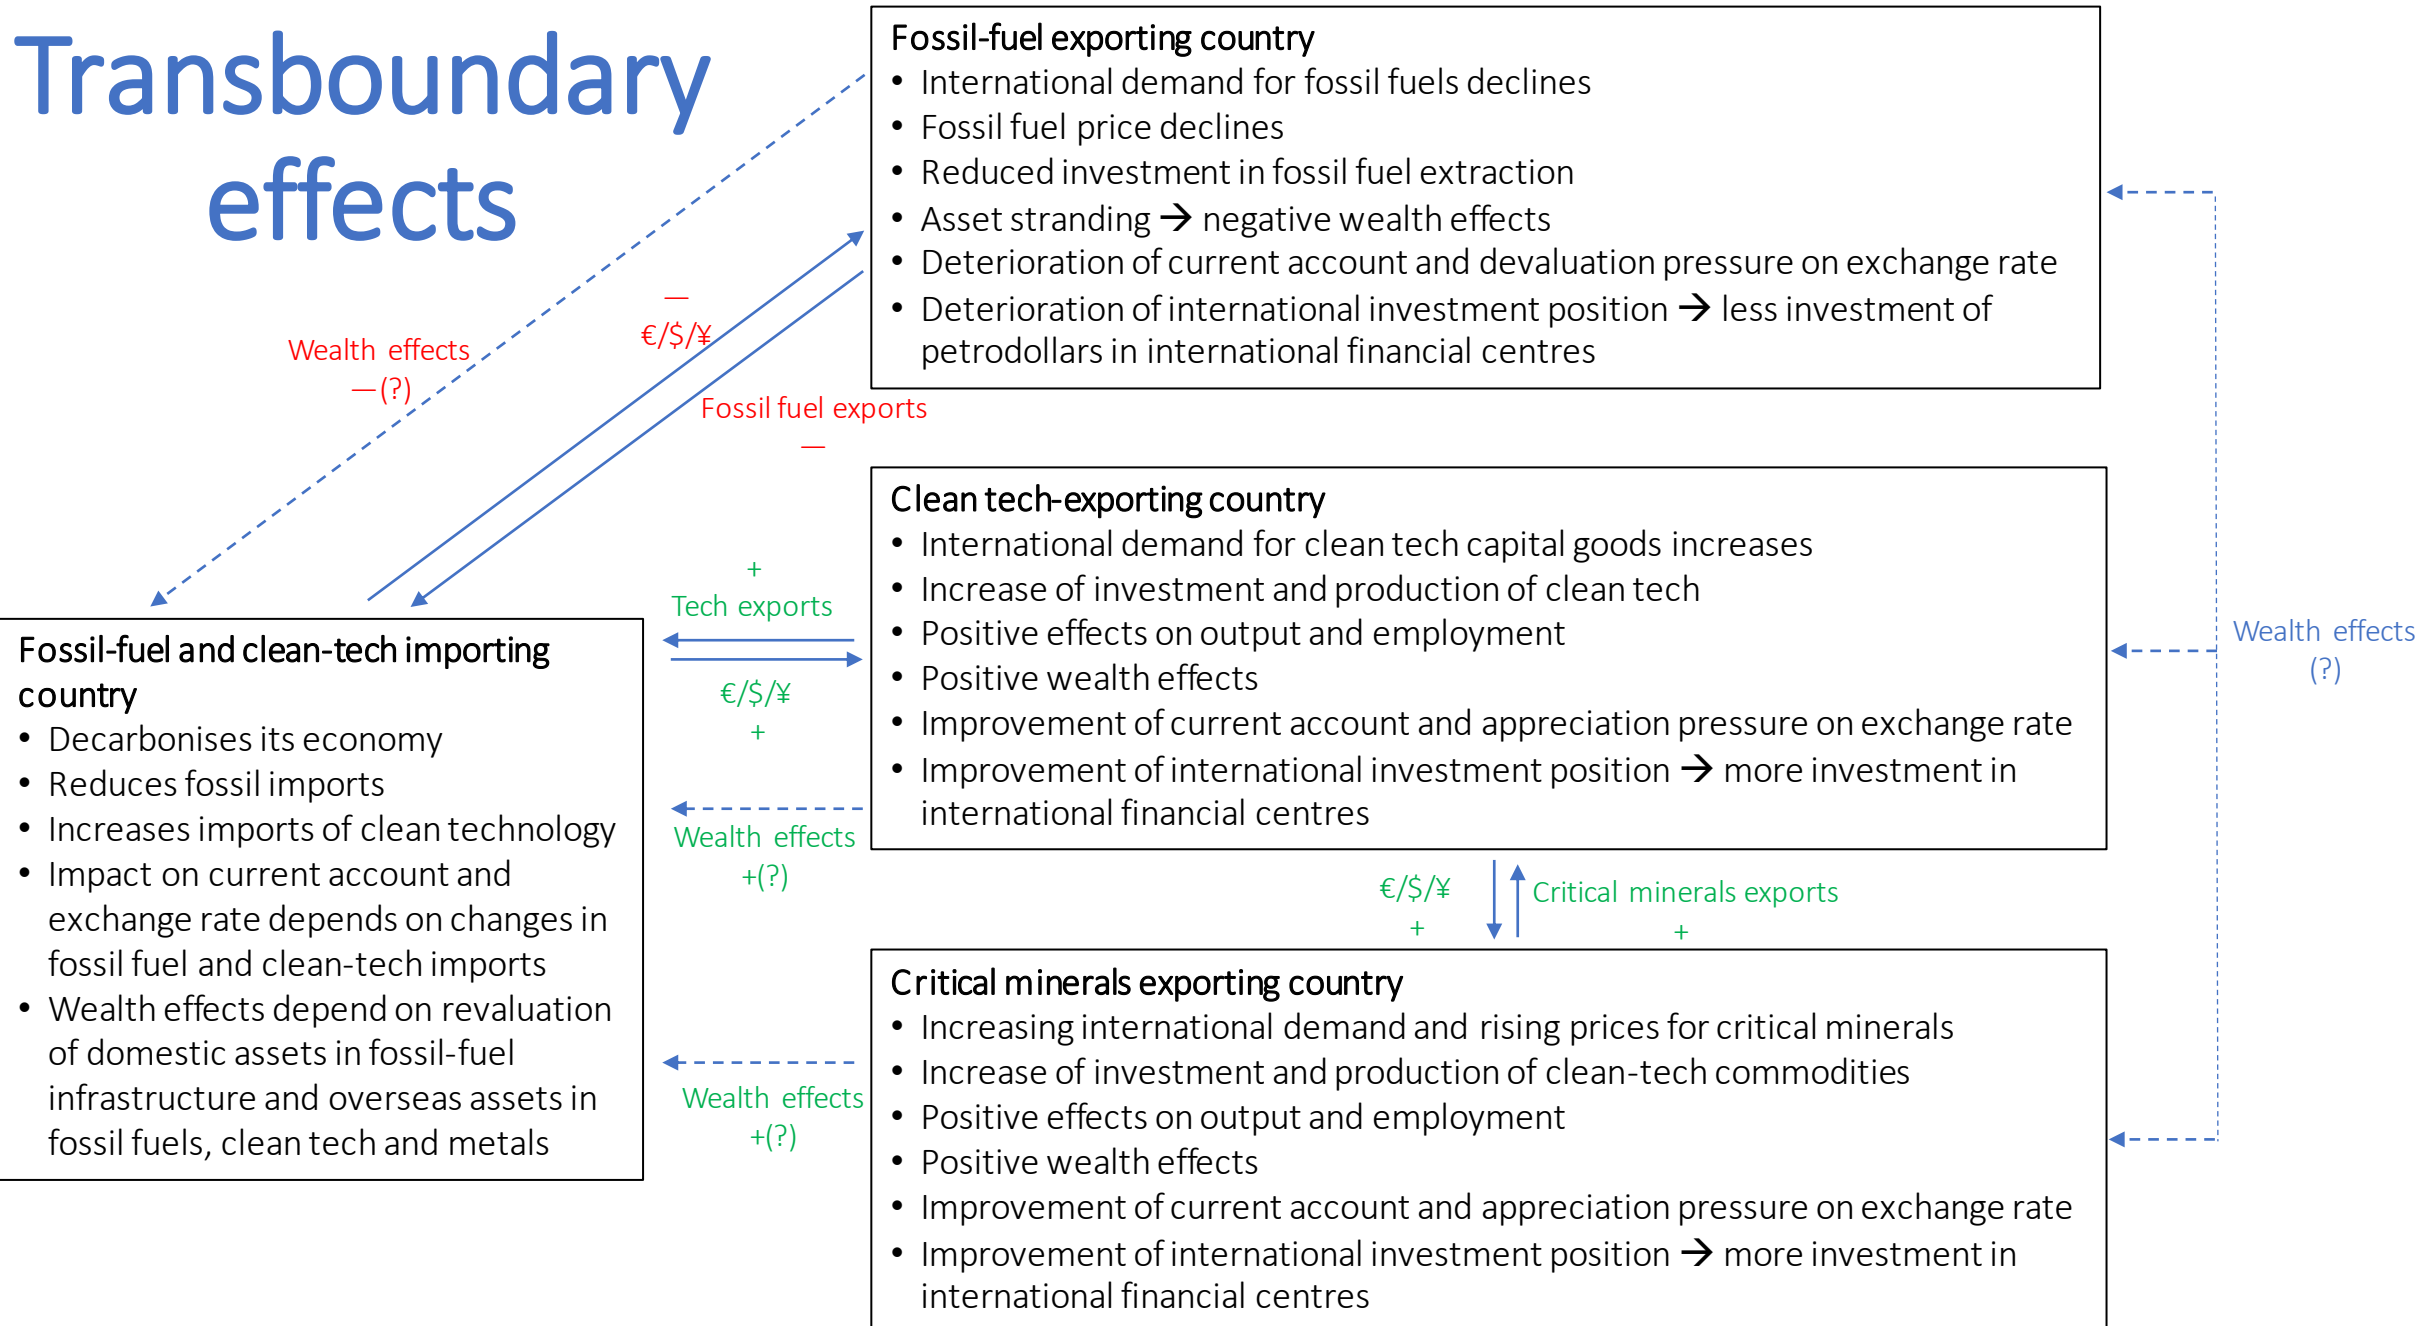 Transboundary
effects
Fossil-fuel exporting country
• International demand for fossil fuels declines
• Fossil fuel price declines
• Reduced investment in fossil fuel extraction
• Asset stranding → negative wealth effects
• Deterioration of current account and devaluation pressure on exchange rate
• Deterioration of international investment position → less investment of
petrodollars in international financial centres
Wealth effects
—(?)
—
€/$/¥
Fossil fuel exports
—
Clean tech-exporting country
• International demand for clean tech capital goods increases
• Increase of investment and production of clean tech
• Positive effects on output and employment
• Positive wealth effects
• Improvement of current account and appreciation pressure on exchange rate
• Improvement of international investment position → more investment in
international financial centres
+
Tech exports
€/$/¥
+
Wealth effects
+(?)
Fossil-fuel and clean-tech importing
country
• Decarbonises its economy
• Reduces fossil imports
• Increases imports of clean technology
• Impact on current account and
exchange rate depends on changes in
fossil fuel and clean-tech imports
• Wealth effects depend on revaluation
of domestic assets in fossil-fuel
infrastructure and overseas assets in
fossil fuels, clean tech and metals
Wealth effects
(?)
€/$/¥
+
Critical minerals exports
+
Wealth effects
+(?)
Critical minerals exporting country
• Increasing international demand and rising prices for critical minerals
• Increase of investment and production of clean-tech commodities
• Positive effects on output and employment
• Positive wealth effects
• Improvement of current account and appreciation pressure on exchange rate
• Improvement of international investment position → more investment in
international financial centres